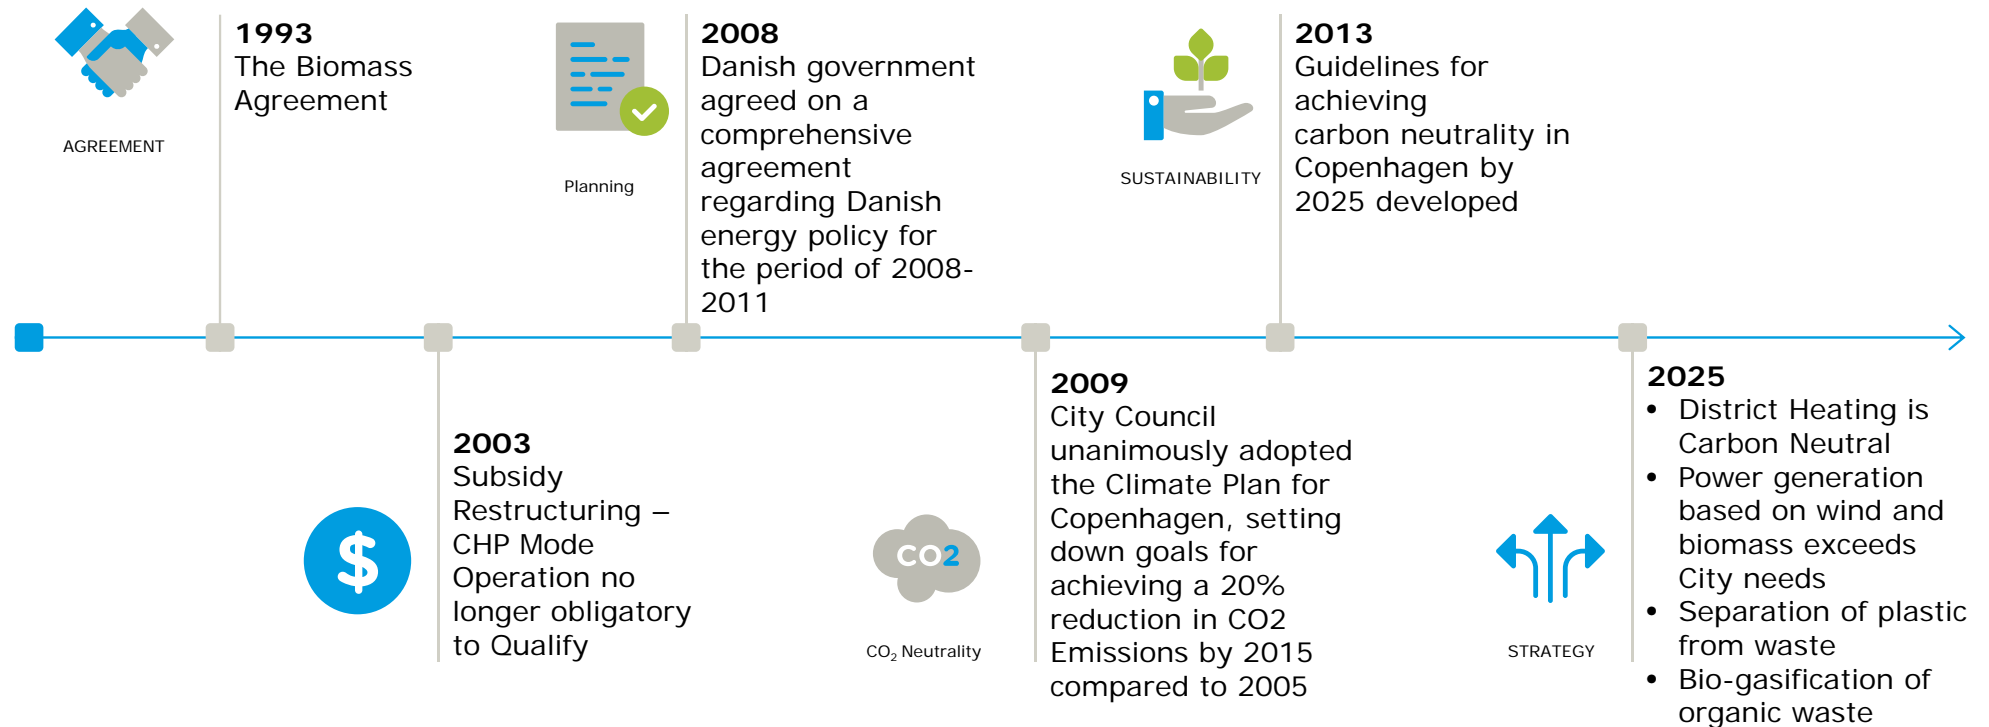 AGREEMENT
1993
The Biomass
Agreement
Planning
2008
Danish government
agreed on a
comprehensive
agreement
regarding Danish
energy policy for
the period of 2008-
2011
SUSTAINABILITY
2013
Guidelines for
achieving
carbon neutrality in
Copenhagen by
2025 developed
$
2003
Subsidy
Restructuring –
CHP Mode
Operation no
longer obligatory
to Qualify
CO2
CO₂ Neutrality
2009
City Council
unanimously adopted
the Climate Plan for
Copenhagen, setting
down goals for
achieving a 20%
reduction in CO2
Emissions by 2015
compared to 2005
STRATEGY
2025
• District Heating is
Carbon Neutral
• Power generation
based on wind and
biomass exceeds
City needs
• Separation of plastic
from waste
• Bio-gasification of
organic waste